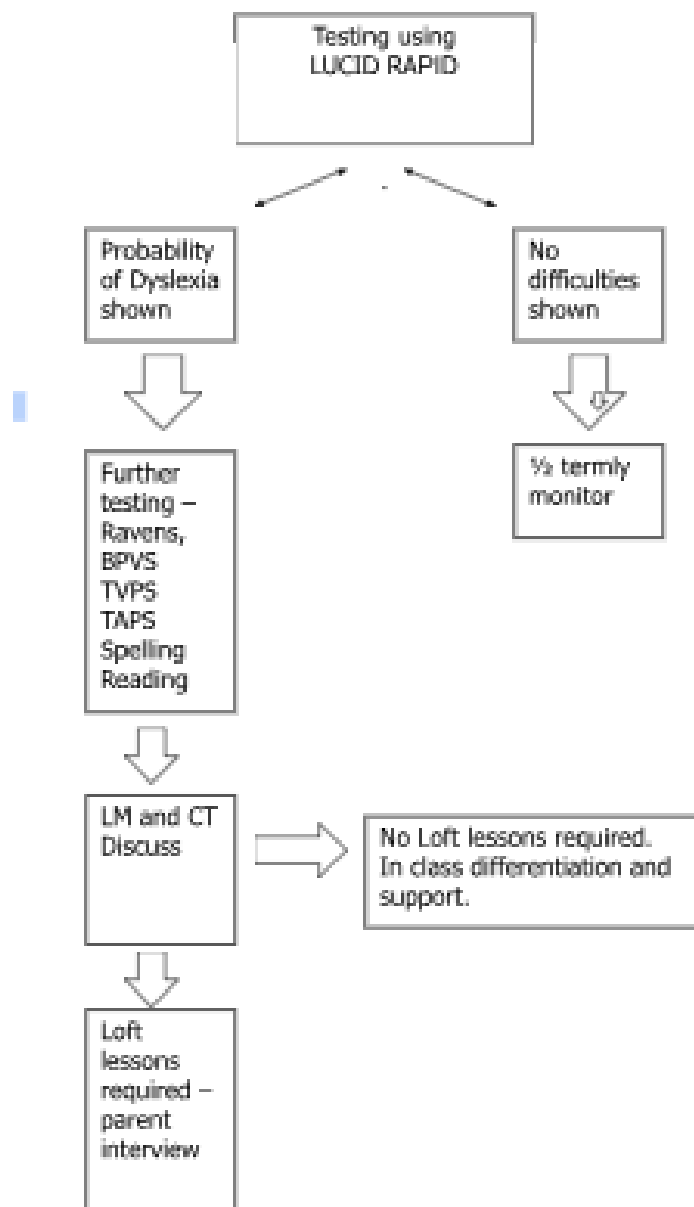 Testing using
LUCID RAPID
Probability
of Dyslexia
shown
No
difficulties
shown
Further
testing –
Ravens,
BPVS
TVPS
TAPS
Spelling
Reading
½ termly
monitor
LM and CT
Discuss
No Loft lessons required.
In class differentiation and
support.
Loft
lessons
required –
parent
interview